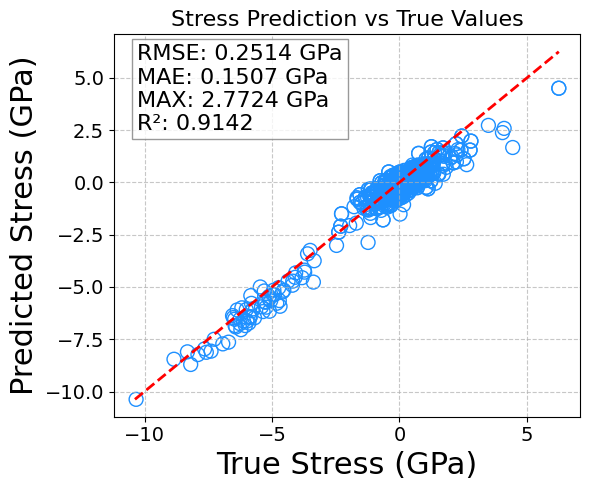 Stress Prediction vs True Values
RMSE: 0.2514 GPa
MAE: 0.1507 GPa
MAX: 2.7724 GPa
R²: 0.9142
Predicted Stress (GPa)
5.0
2.5
0.0
−2.5
−5.0
−7.5
−10.0
−10
−5
0
5
True Stress (GPa)